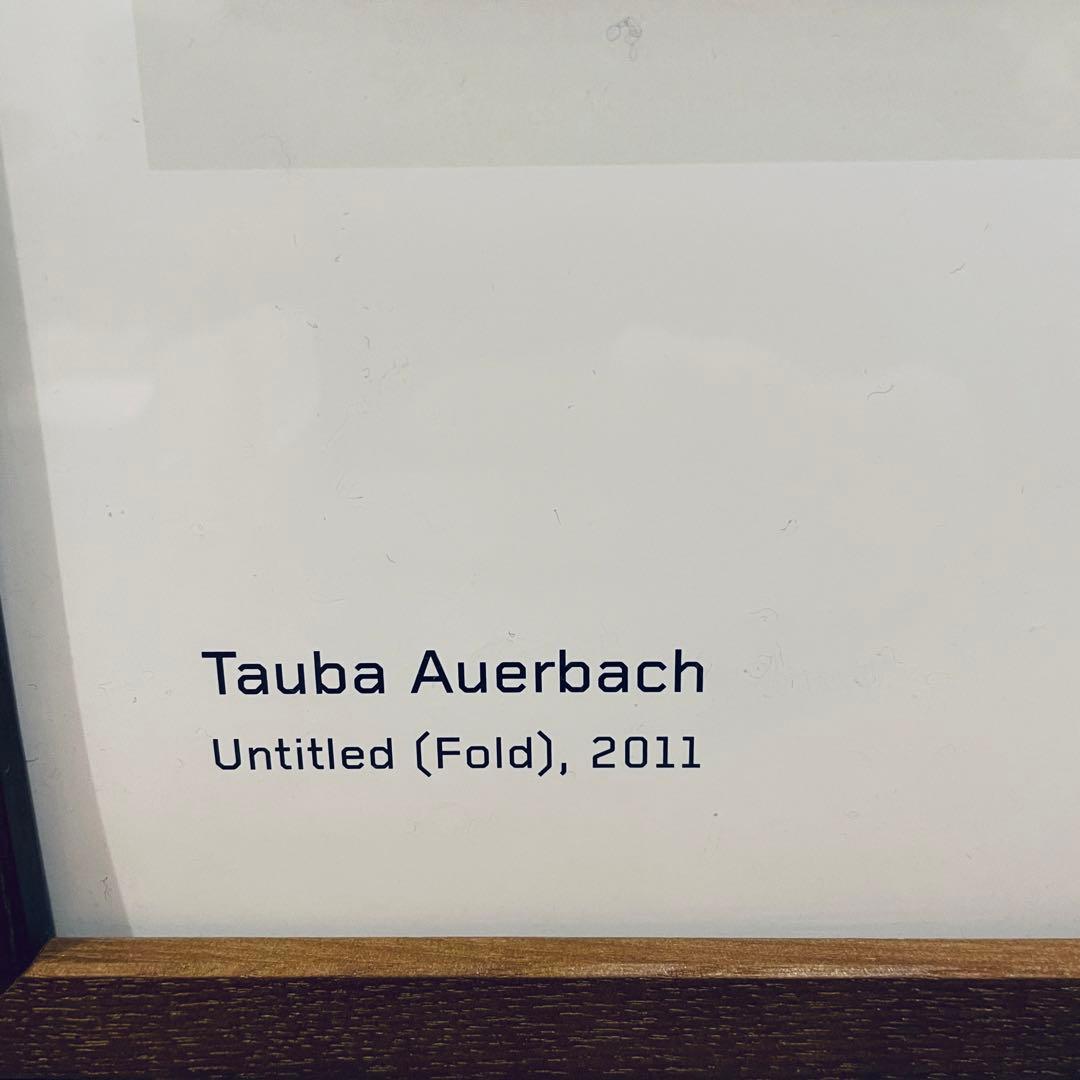 Tauba Auerbach
Untitled (Fold), 2011